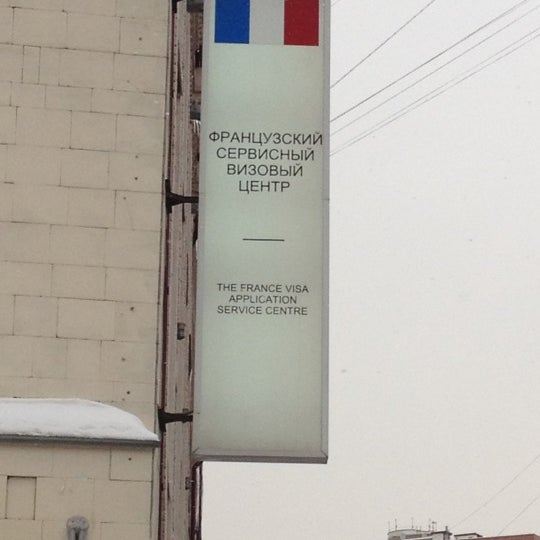 ФРАНЦУЗСКИЙ
СЕРВИСНЫЙ
ВИЗОВЫЙ
ЦЕНТР
THE FRANCE VISA
APPLICATION
SERVICE CENTRE